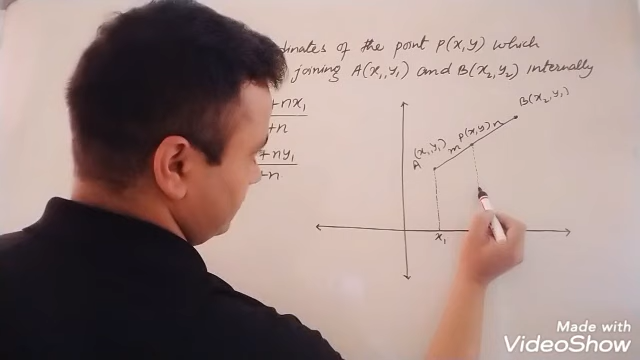 dinates of the point P(x,y) which
joining A(x₁,y₁) and B(x₂,y₂) internally
+nx₁
+n
+ny₁
+n
B(x₂,y₁)
P(x,y) n
(x₁,y₁) m
A
x₁
Made with
VideoShow